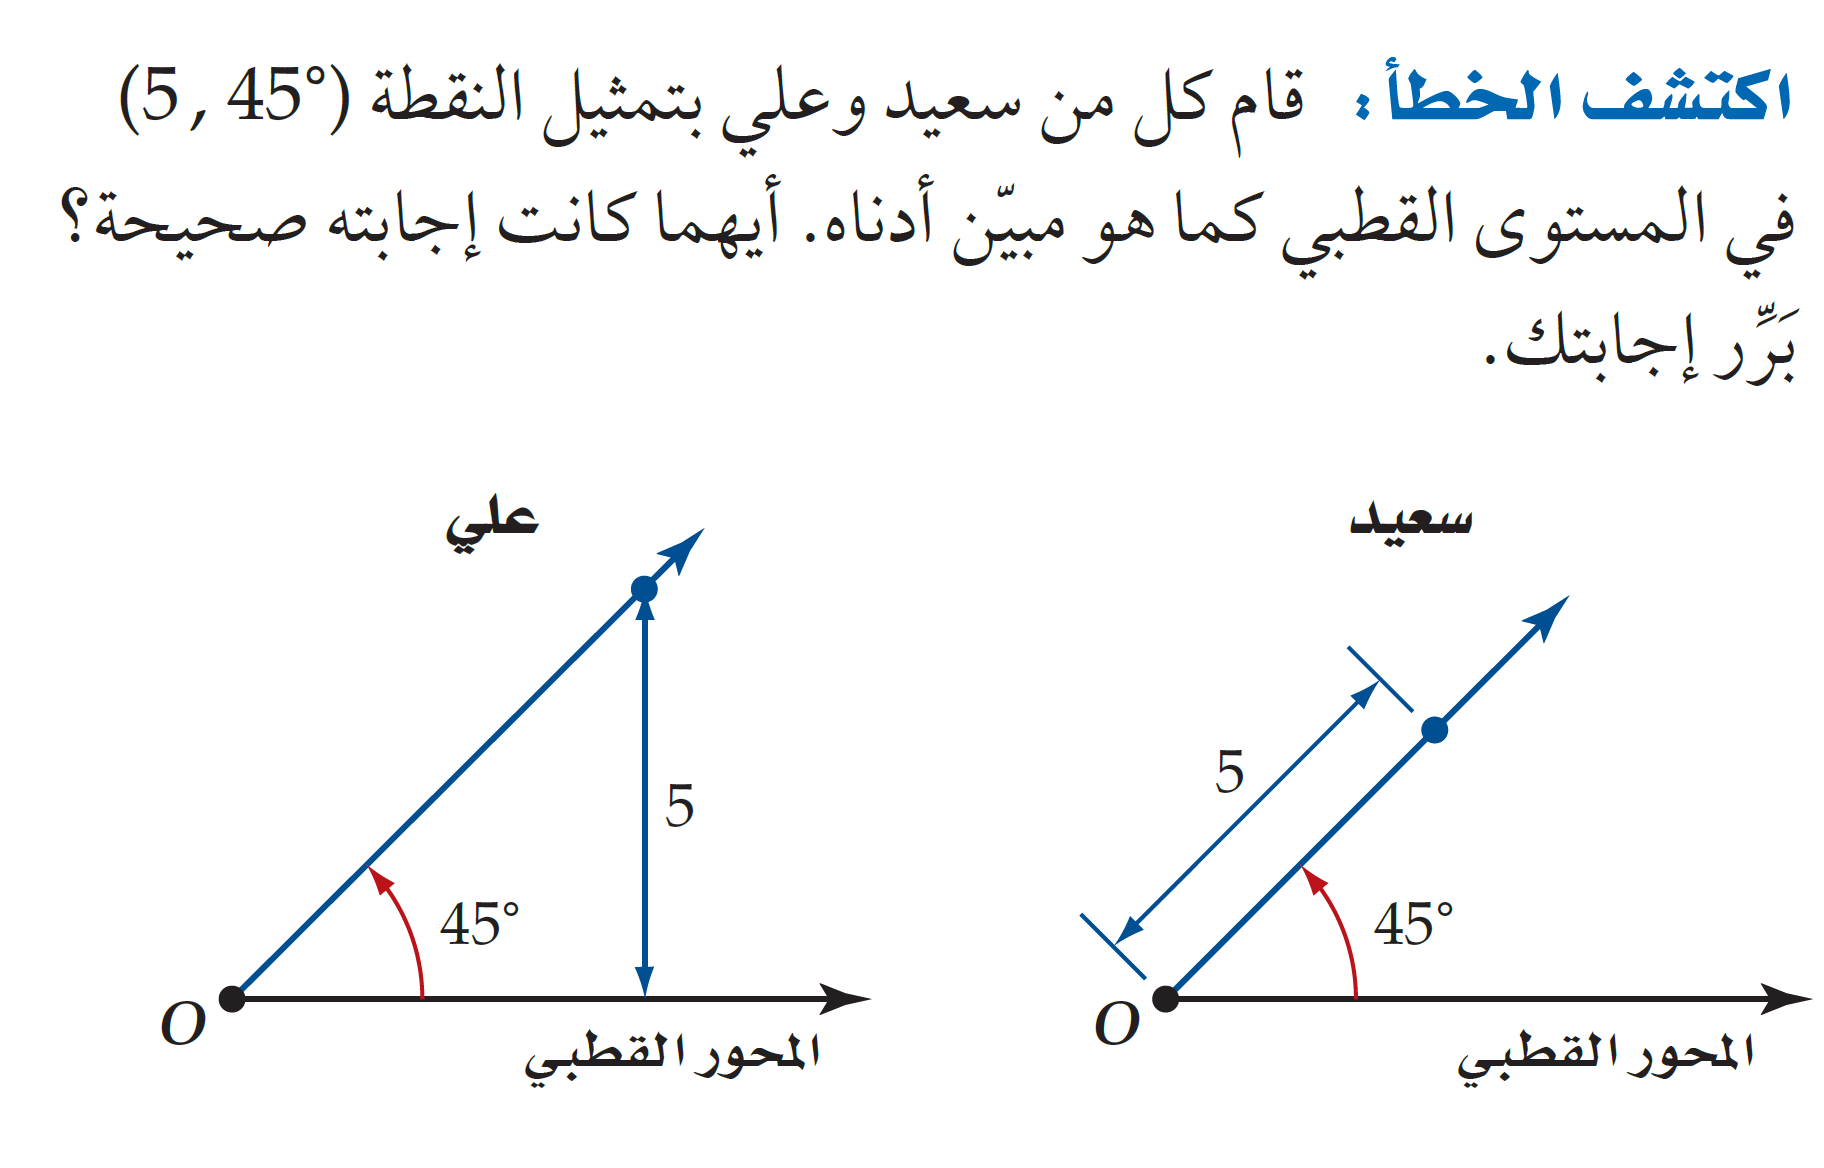 اكتشف الخطأ: قام كل من سعيد وعلي بتمثيل النقطة (5, 45°)
في المستوى القطبي كما هو مبيّن أدناه. أيهما كانت إجابته صحيحة؟
بَرِّر إجابتك.
سعيد
علي
5
45°
O
المحور القطبي
5
45°
O
المحور القطبي